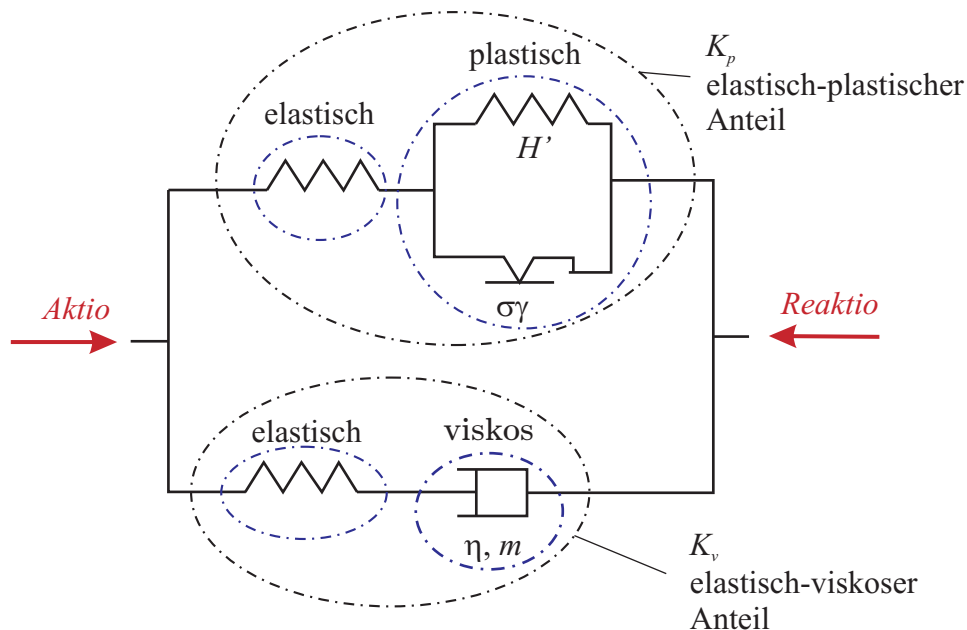 plastisch
elastisch
H’
σγ
K_p
elastisch-plastischer
Anteil
Aktio
Reaktio
elastisch
viskos
η, m
K_v
elastisch-viskoser
Anteil